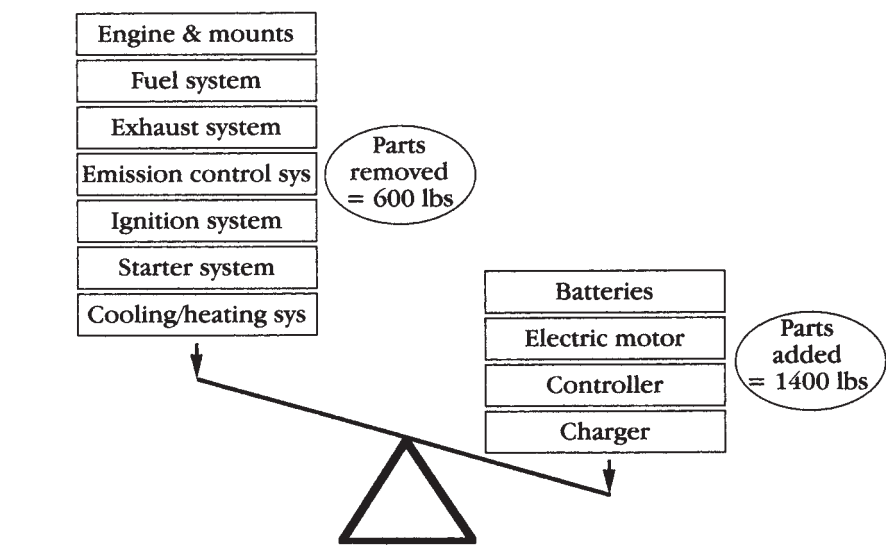 Engine & mounts
Fuel system
Exhaust system
Emission control sys
Ignition system
Starter system
Cooling/heating sys
Parts
removed
= 600 lbs
Batteries
Electric motor
Controller
Charger
Parts
added
= 1400 lbs